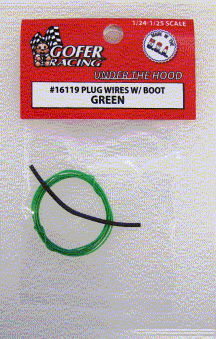 1/24-1/25 SCALE
GOFER
RACING
UNDER THE HOOD
#16119 PLUG WIRES W/ BOOT
GREEN